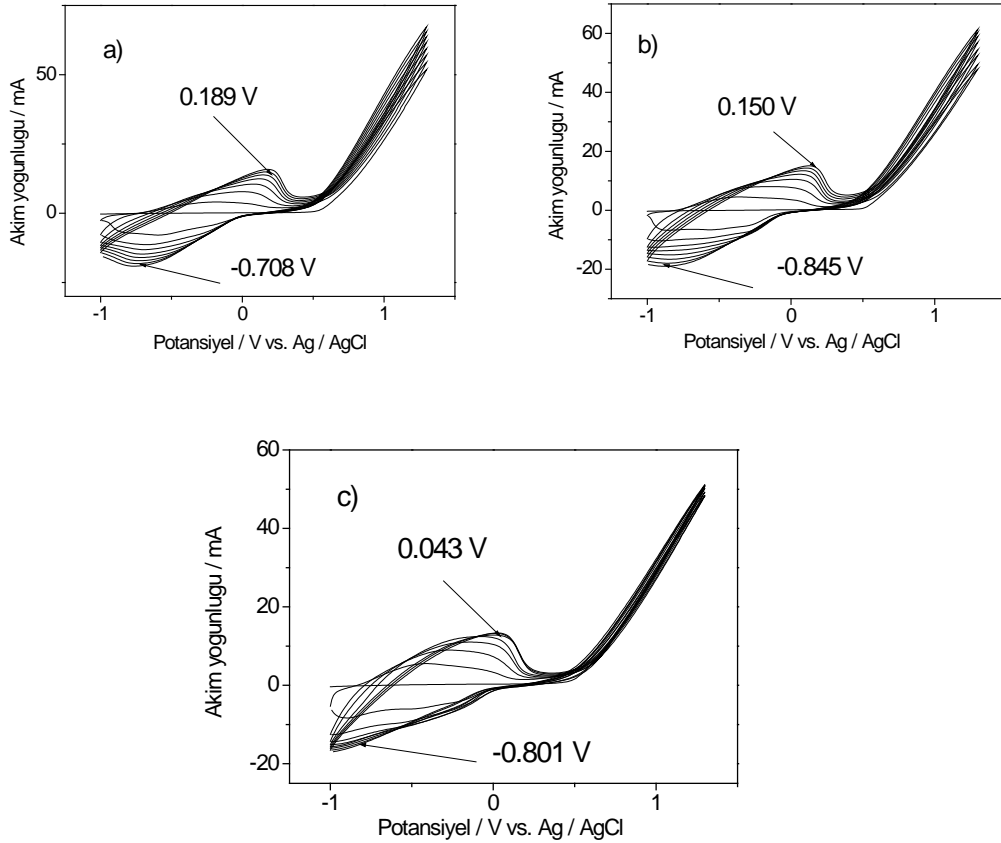 a)
0.189 V
-0.708 V
50
0
-1
0
1
Akim yogunlugu / mA
Potansiyel / V vs. Ag / AgCl
b)
0.150 V
-0.845 V
60
40
20
0
-20
-1
0
1
Akim yogunlugu / mA
Potansiyel / V vs. Ag / AgCl
c)
0.043 V
-0.801 V
60
40
20
0
-20
-1
0
1
Akim yogunlugu / mA
Potansiyel / V vs. Ag / AgCl